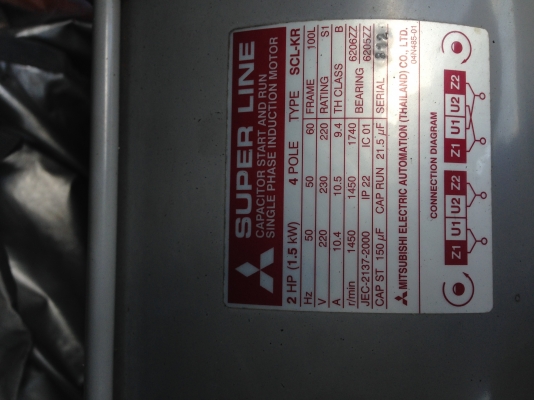 SUPER LINE
CAPACITOR START AND RUN
SINGLE PHASE INDUCTION MOTOR
2 HP (1.5 kW) 4 POLE TYPE SCL-KR
Hz 50 50 60 FRAME 100L
V 220 230 220 RATING S1
A 10.4 10.5 9.4 TH CLASS B
r/min 1450 1450 1740 BEARING 6206ZZ 6205ZZ
JEC-2137-2000 IP 22 IC 01
CAP ST 150 µF CAP RUN 21.5 µF SERIAL 812
MITSUBISHI ELECTRIC AUTOMATION (THAILAND) CO., LTD.
04N485-01
CONNECTION DIAGRAM
Z1 U1 U2 Z2 Z1 U1 U2 Z2